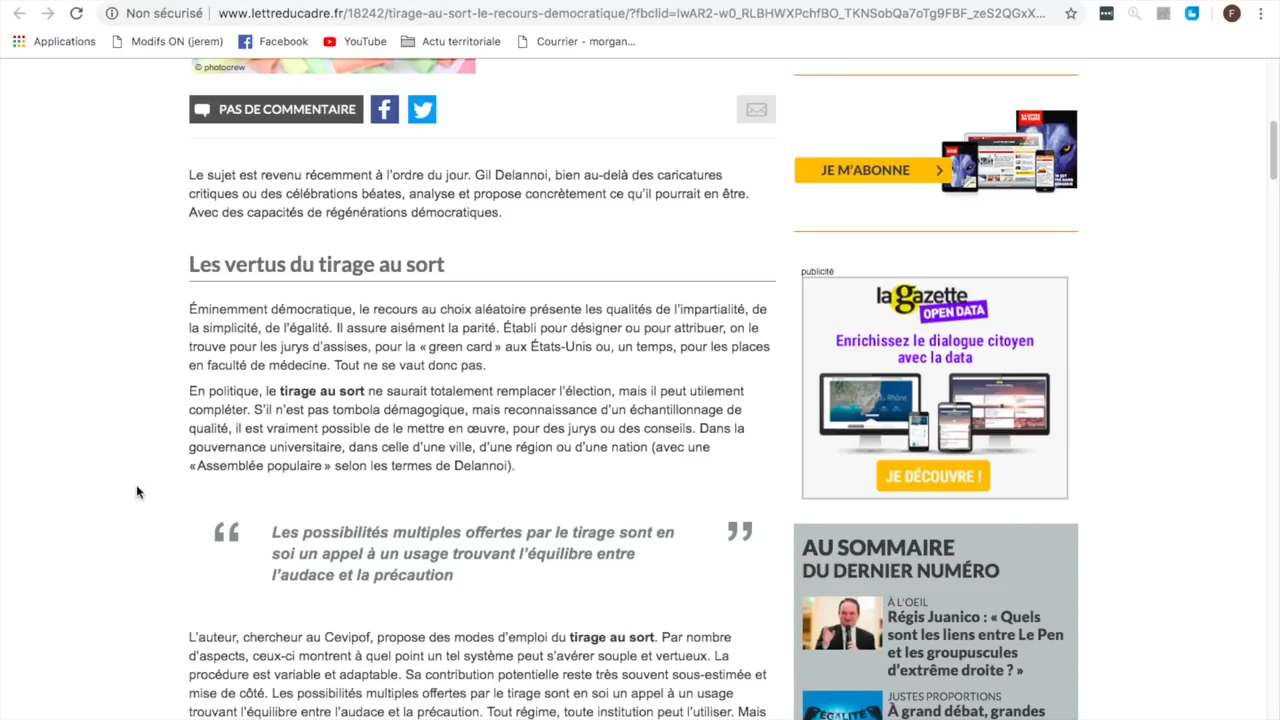 Non sécurisé
www.lettreducadre.fr/18242/tirage-au-sort-le-recours-democratique/?fbclid=IwAR2-w0_RLBHWXPchfBO_TKNSobQa7oTg9FBF_zeS2QGxX...
F
Applications
Modifs ON (jerem)
Facebook
YouTube
Actu territoriale
Courrier - morgan...
© photocrew
PAS DE COMMENTAIRE
Le sujet est revenu récemment à l'ordre du jour. Gil Delannoi, bien au-delà des caricatures
critiques ou des célébrations béates, analyse et propose concrètement ce qu'il pourrait en être.
Avec des capacités de régénérations démocratiques.
Les vertus du tirage au sort
Éminemment démocratique, le recours au choix aléatoire présente les qualités de l'impartialité, de
la simplicité, de l'égalité. Il assure aisément la parité. Établi pour désigner ou pour attribuer, on le
trouve pour les jurys d'assises, pour la « green card » aux États-Unis ou, un temps, pour les places
en faculté de médecine. Tout ne se vaut donc pas.
En politique, le tirage au sort ne saurait totalement remplacer l'élection, mais il peut utilement
compléter. S'il n'est pas tombola démagogique, mais reconnaissance d'un échantillonnage de
qualité, il est vraiment possible de le mettre en œuvre, pour des jurys ou des conseils. Dans la
gouvernance universitaire, dans celle d'une ville, d'une région ou d'une nation (avec une
« Assemblée populaire » selon les termes de Delannoi).
“ Les possibilités multiples offertes par le tirage sont en ”
soi un appel à un usage trouvant l'équilibre entre
l'audace et la précaution
L'auteur, chercheur au Cevipof, propose des modes d'emploi du tirage au sort. Par nombre
d'aspects, ceux-ci montrent à quel point un tel système peut s'avérer souple et vertueux. La
procédure est variable et adaptable. Sa contribution potentielle reste très souvent sous-estimée et
mise de côté. Les possibilités multiples offertes par le tirage sont en soi un appel à un usage
trouvant l'équilibre entre l'audace et la précaution. Tout régime, toute institution peut l'utiliser. Mais
JE M'ABONNE
publicité
la gazette
OPEN DATA
Enrichissez le dialogue citoyen
avec la data
JE DÉCOUVRE !
AU SOMMAIRE
DU DERNIER NUMÉRO
À L'OEIL
Régis Juanico : « Quels
sont les liens entre Le Pen
et les groupuscules
d'extrême droite ? »
JUSTES PROPORTIONS
À grand débat, grandes
ÉGALITÉ